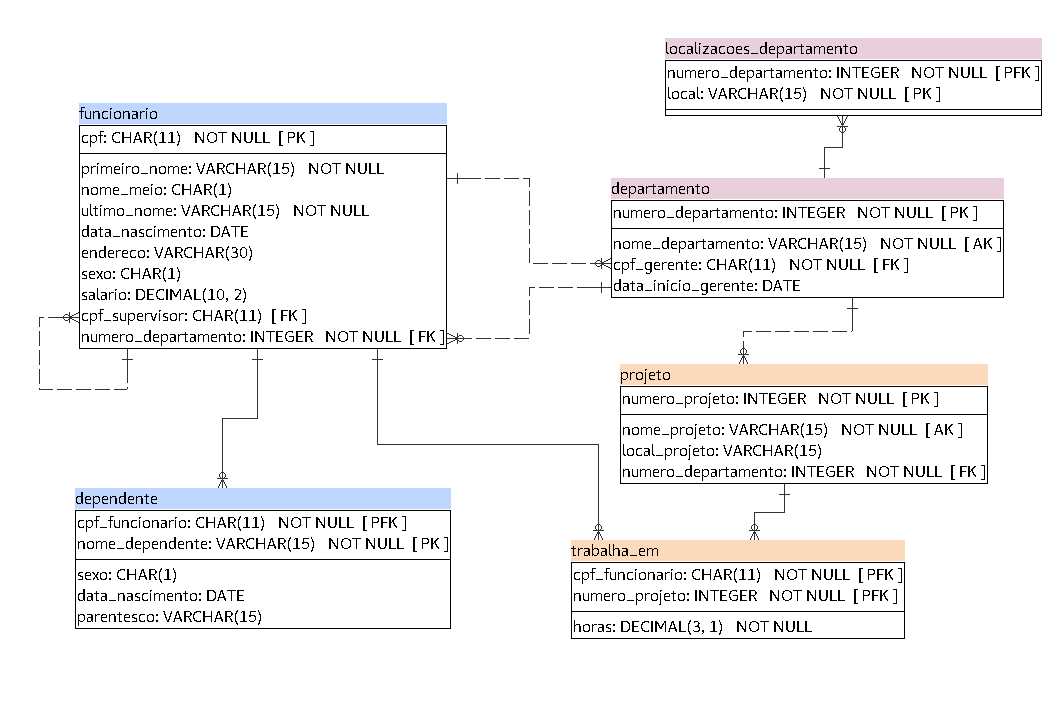 localizacoes_departamento
numero_departamento: INTEGER NOT NULL [ PFK ]
local: VARCHAR(15) NOT NULL [ PK ]
funcionario
cpf: CHAR(11) NOT NULL [ PK ]
primeiro_nome: VARCHAR(15) NOT NULL
nome_meio: CHAR(1)
ultimo_nome: VARCHAR(15) NOT NULL
data_nascimento: DATE
endereco: VARCHAR(30)
sexo: CHAR(1)
salario: DECIMAL(10, 2)
cpf_supervisor: CHAR(11) [ FK ]
numero_departamento: INTEGER NOT NULL [ FK ]
departamento
numero_departamento: INTEGER NOT NULL [ PK ]
nome_departamento: VARCHAR(15) NOT NULL [ AK ]
cpf_gerente: CHAR(11) NOT NULL [ FK ]
data_inicio_gerente: DATE
projeto
numero_projeto: INTEGER NOT NULL [ PK ]
nome_projeto: VARCHAR(15) NOT NULL [ AK ]
local_projeto: VARCHAR(15)
numero_departamento: INTEGER NOT NULL [ FK ]
dependente
cpf_funcionario: CHAR(11) NOT NULL [ PFK ]
nome_dependente: VARCHAR(15) NOT NULL [ PK ]
sexo: CHAR(1)
data_nascimento: DATE
parentesco: VARCHAR(15)
trabalha_em
cpf_funcionario: CHAR(11) NOT NULL [ PFK ]
numero_projeto: INTEGER NOT NULL [ PFK ]
horas: DECIMAL(3, 1) NOT NULL